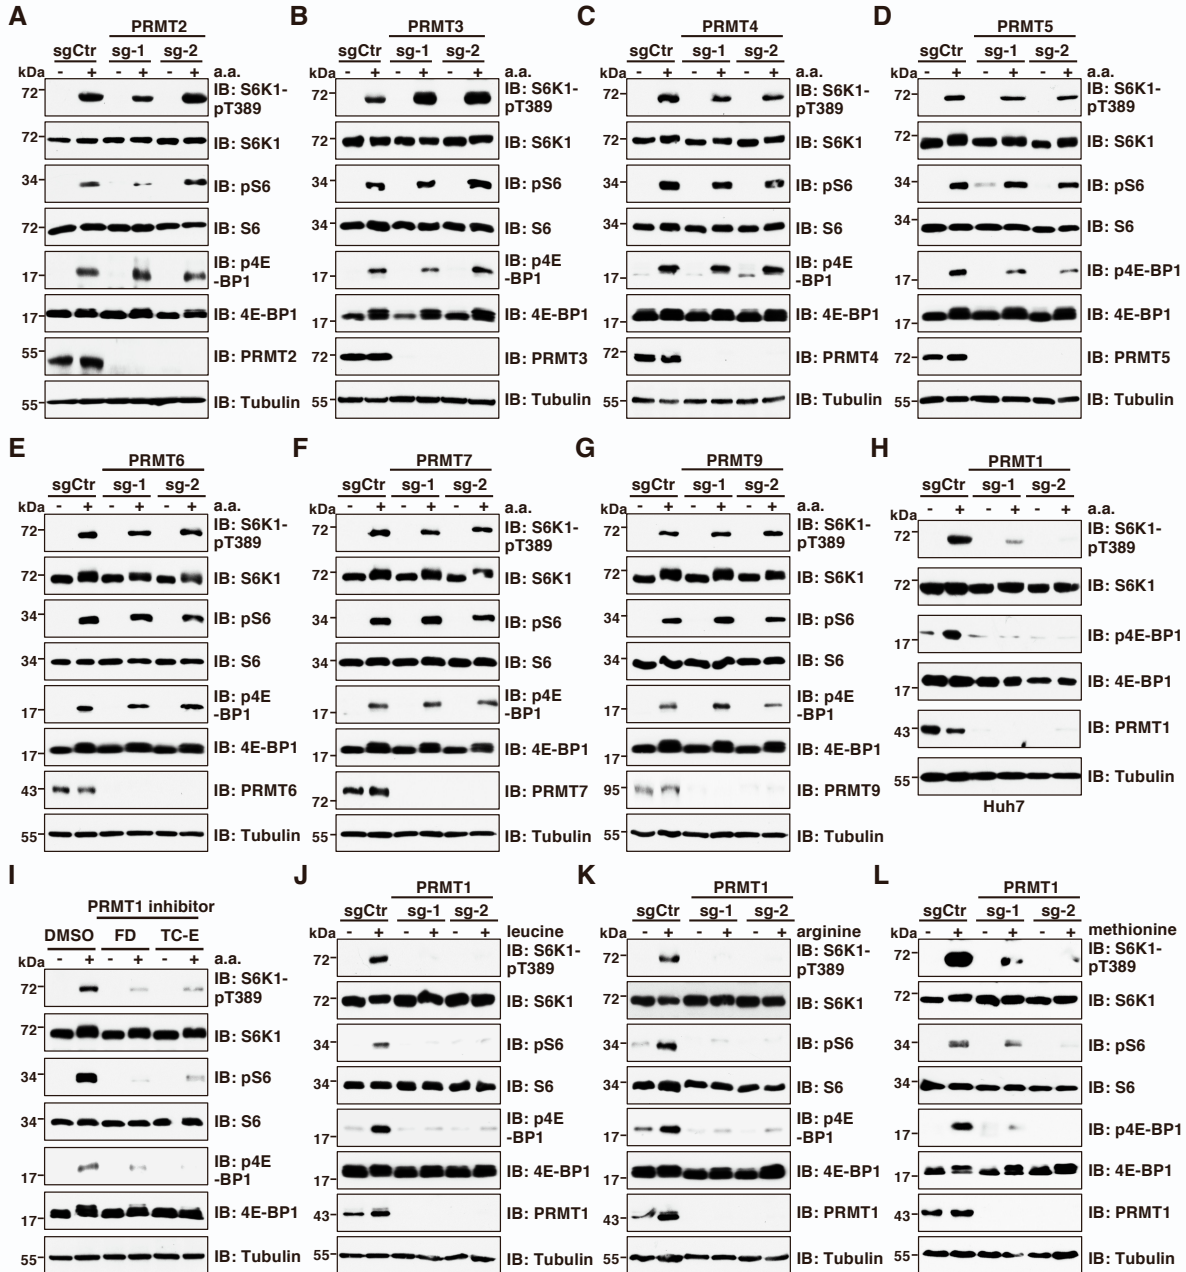 A
PRMT2
sgCtr sg-1 sg-2
kDa - + - + - + a.a.
72 IB: S6K1-
pT389
72 IB: S6K1
34 IB: pS6
72 IB: S6
17 IB: p4E
-BP1
17 IB: 4E-BP1
55 IB: PRMT2
55 IB: Tubulin
B
PRMT3
sgCtr sg-1 sg-2
kDa - + - + - + a.a.
72 IB: S6K1-
pT389
72 IB: S6K1
34 IB: pS6
34 IB: S6
17 IB: p4E
-BP1
17 IB: 4E-BP1
72 IB: PRMT3
55 IB: Tubulin
C
PRMT4
sgCtr sg-1 sg-2
kDa - + - + - + a.a.
72 IB: S6K1-
pT389
72 IB: S6K1
34 IB: pS6
34 IB: S6
17 IB: p4E
-BP1
17 IB: 4E-BP1
72 IB: PRMT4
55 IB: Tubulin
D
PRMT5
sgCtr sg-1 sg-2
kDa - + - + - + a.a.
72 IB: S6K1-
pT389
72 IB: S6K1
34 IB: pS6
34 IB: S6
17 IB: p4E-BP1
17 IB: 4E-BP1
72 IB: PRMT5
55 IB: Tubulin
E
PRMT6
sgCtr sg-1 sg-2
kDa - + - + - + a.a.
72 IB: S6K1-
pT389
72 IB: S6K1
34 IB: pS6
34 IB: S6
17 IB: p4E
-BP1
17 IB: 4E-BP1
43 IB: PRMT6
55 IB: Tubulin
F
PRMT7
sgCtr sg-1 sg-2
kDa - + - + - + a.a.
72 IB: S6K1-
pT389
72 IB: S6K1
34 IB: pS6
34 IB: S6
17 IB: p4E
-BP1
17 IB: 4E-BP1
72 IB: PRMT7
55 IB: Tubulin
G
PRMT9
sgCtr sg-1 sg-2
kDa - + - + - + a.a.
72 IB: S6K1-
pT389
72 IB: S6K1
34 IB: pS6
34 IB: S6
17 IB: p4E
-BP1
17 IB: 4E-BP1
95 IB: PRMT9
55 IB: Tubulin
H
PRMT1
sgCtr sg-1 sg-2
kDa - + - + - + a.a.
72 IB: S6K1-
pT389
72 IB: S6K1
17 IB: p4E-BP1
17 IB: 4E-BP1
43 IB: PRMT1
55 IB: Tubulin
Huh7
I
PRMT1 inhibitor
DMSO FD TC-E
kDa - + - + - + a.a.
72 IB: S6K1-
pT389
72 IB: S6K1
34 IB: pS6
34 IB: S6
17 IB: p4E
-BP1
17 IB: 4E-BP1
55 IB: Tubulin
J
PRMT1
sgCtr sg-1 sg-2
kDa - + - + - + leucine
72 IB: S6K1-
pT389
72 IB: S6K1
34 IB: pS6
34 IB: S6
17 IB: p4E
-BP1
17 IB: 4E-BP1
43 IB: PRMT1
55 IB: Tubulin
K
PRMT1
sgCtr sg-1 sg-2
kDa - + - + - + arginine
72 IB: S6K1-
pT389
72 IB: S6K1
34 IB: pS6
34 IB: S6
17 IB: p4E
-BP1
17 IB: 4E-BP1
43 IB: PRMT1
55 IB: Tubulin
L
PRMT1
sgCtr sg-1 sg-2
kDa - + - + - + methionine
72 IB: S6K1-
pT389
72 IB: S6K1
34 IB: pS6
34 IB: S6
17 IB: p4E-BP1
17 IB: 4E-BP1
43 IB: PRMT1
55 IB: Tubulin